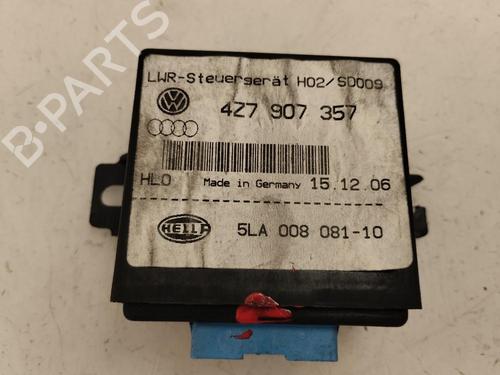 LWR-Steuergerät H02/SD009
4Z7 907 357
HLO Made in Germany 15.12.06
HELLA 5LA 008 081-10
B-PARTS